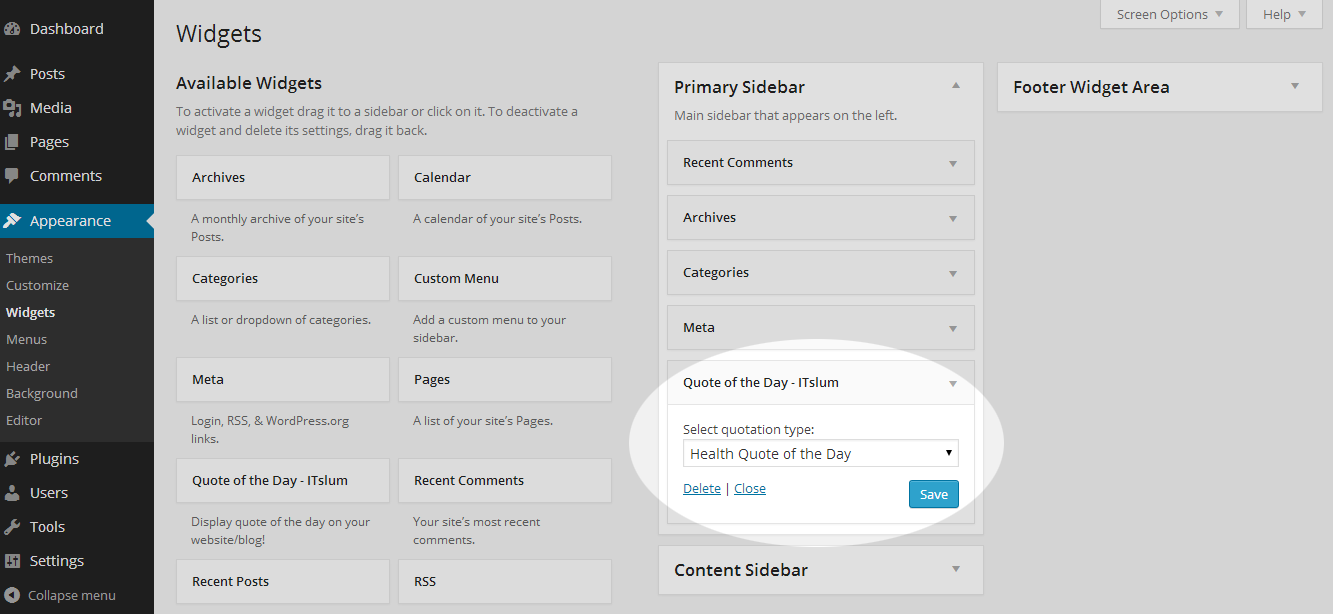 Dashboard
Posts
Media
Pages
Comments
Appearance
Themes
Customize
Widgets
Menus
Header
Background
Editor
Plugins
Users
Tools
Settings
Collapse menu
Screen Options
Help
Widgets
Available Widgets
To activate a widget drag it to a sidebar or click on it. To deactivate a
widget and delete its settings, drag it back.
Archives
A monthly archive of your site’s
Posts.
Calendar
A calendar of your site’s Posts.
Categories
A list or dropdown of categories.
Custom Menu
Add a custom menu to your
sidebar.
Meta
Login, RSS, & WordPress.org
links.
Pages
A list of your site’s Pages.
Quote of the Day - ITslum
Display quote of the day on your
website/blog!
Recent Comments
Your site’s most recent
comments.
Recent Posts
RSS
Primary Sidebar
Main sidebar that appears on the left.
Recent Comments
Archives
Categories
Meta
Quote of the Day - ITslum
Select quotation type:
Health Quote of the Day
Delete | Close
Save
Content Sidebar
Footer Widget Area